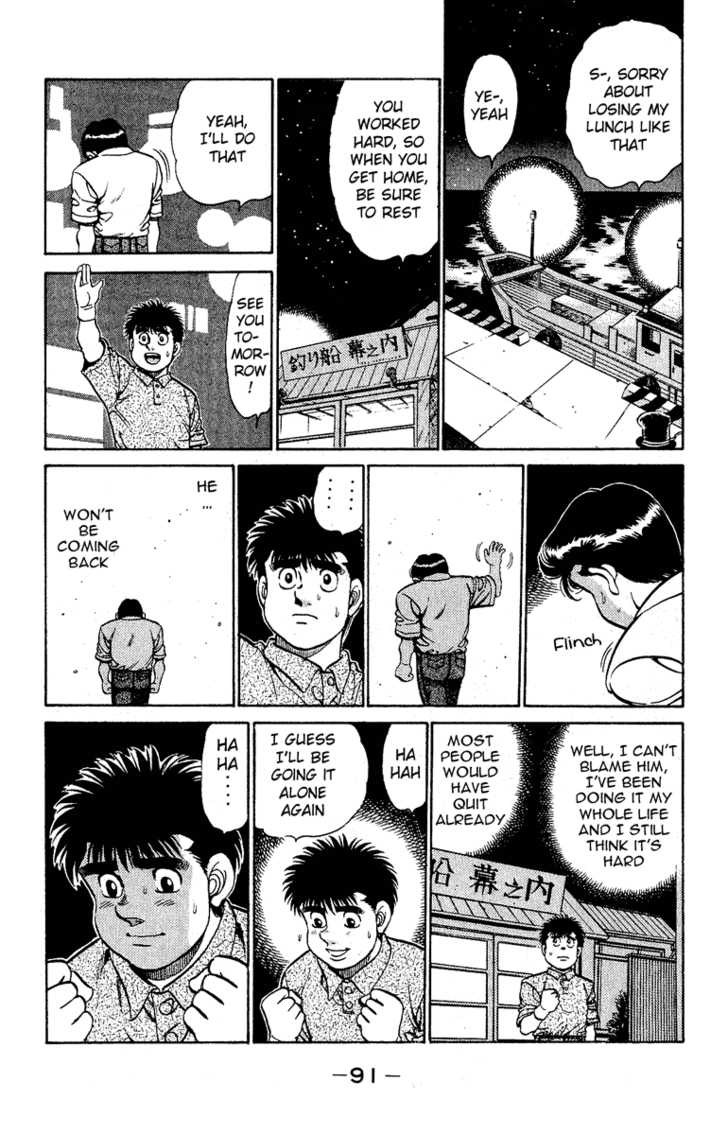 S-, SORRY
ABOUT
LOSING MY
LUNCH LIKE
THAT
YE-,
YEAH
YOU
WORKED
HARD, SO
WHEN YOU
GET HOME,
BE SURE
TO REST
釣り船 幕之内
YEAH,
I'LL DO
THAT
SEE
YOU
TO-
MOR-
ROW
!
Flinch
....
HE
...
WON'T
BE
COMING
BACK
WELL, I CAN'T
BLAME HIM,
I'VE BEEN
DOING IT MY
WHOLE LIFE
AND I STILL
THINK IT'S
HARD
MOST
PEOPLE
WOULD
HAVE
QUIT
ALREADY
船 幕之内
HA
HAH
I GUESS
I'LL BE
GOING IT
ALONE
AGAIN
HA
HA
....
-91-